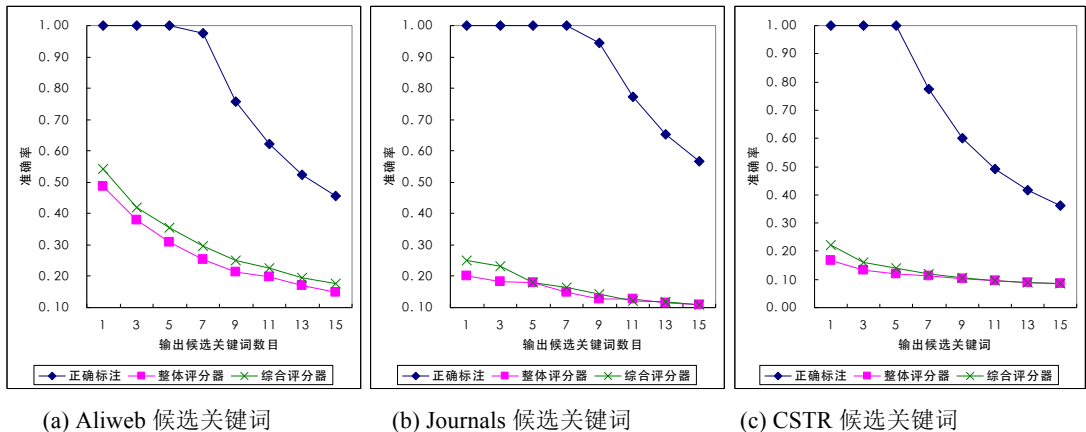 1.00
0.90
0.80
0.70
0.60
0.50
0.40
0.30
0.20
0.10
准确率
1 3 5 7 9 11 13 15
输出候选关键词数目
正确标注 整体评分器 综合评分器
(a) Aliweb 候选关键词
1.00
0.90
0.80
0.70
0.60
0.50
0.40
0.30
0.20
0.10
准确率
1 3 5 7 9 11 13 15
输出候选关键词数目
正确标注 整体评分器 综合评分器
(b) Journals 候选关键词
1.00
0.90
0.80
0.70
0.60
0.50
0.40
0.30
0.20
0.10
0.00
准确率
1 3 5 7 9 11 13 15
输出候选关键词
正确标注 整体评分器 综合评分器
(c) CSTR 候选关键词